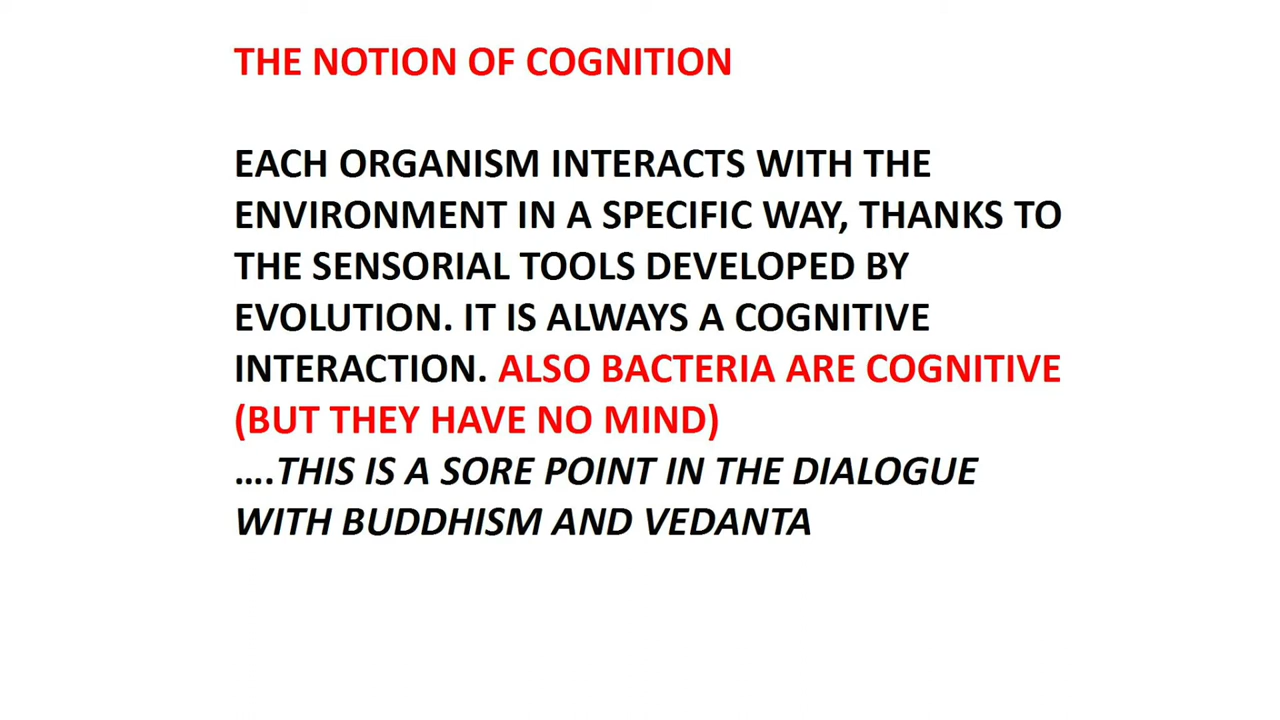 THE NOTION OF COGNITION
EACH ORGANISM INTERACTS WITH THE
ENVIRONMENT IN A SPECIFIC WAY, THANKS TO
THE SENSORIAL TOOLS DEVELOPED BY
EVOLUTION. IT IS ALWAYS A COGNITIVE
INTERACTION. ALSO BACTERIA ARE COGNITIVE
(BUT THEY HAVE NO MIND)
....THIS IS A SORE POINT IN THE DIALOGUE
WITH BUDDHISM AND VEDANTA